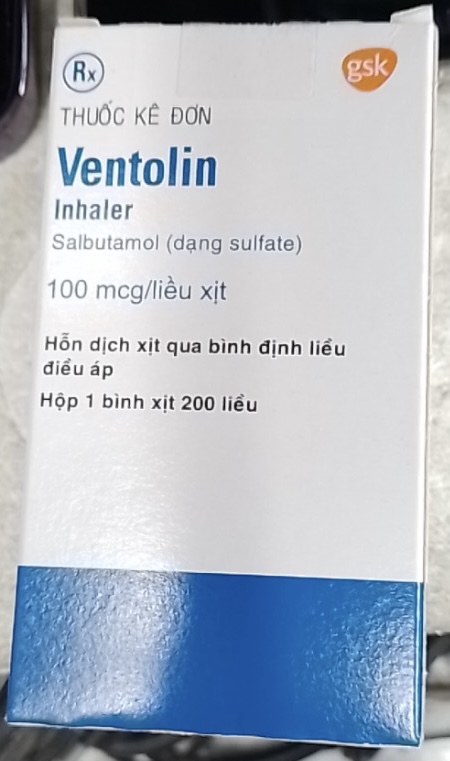 Rx
gsk
THUỐC KÊ ĐƠN
Ventolin
Inhaler
Salbutamol (dạng sulfate)
100 mcg/liều xịt
Hỗn dịch xịt qua bình định liều
điều áp
Hộp 1 bình xịt 200 liều